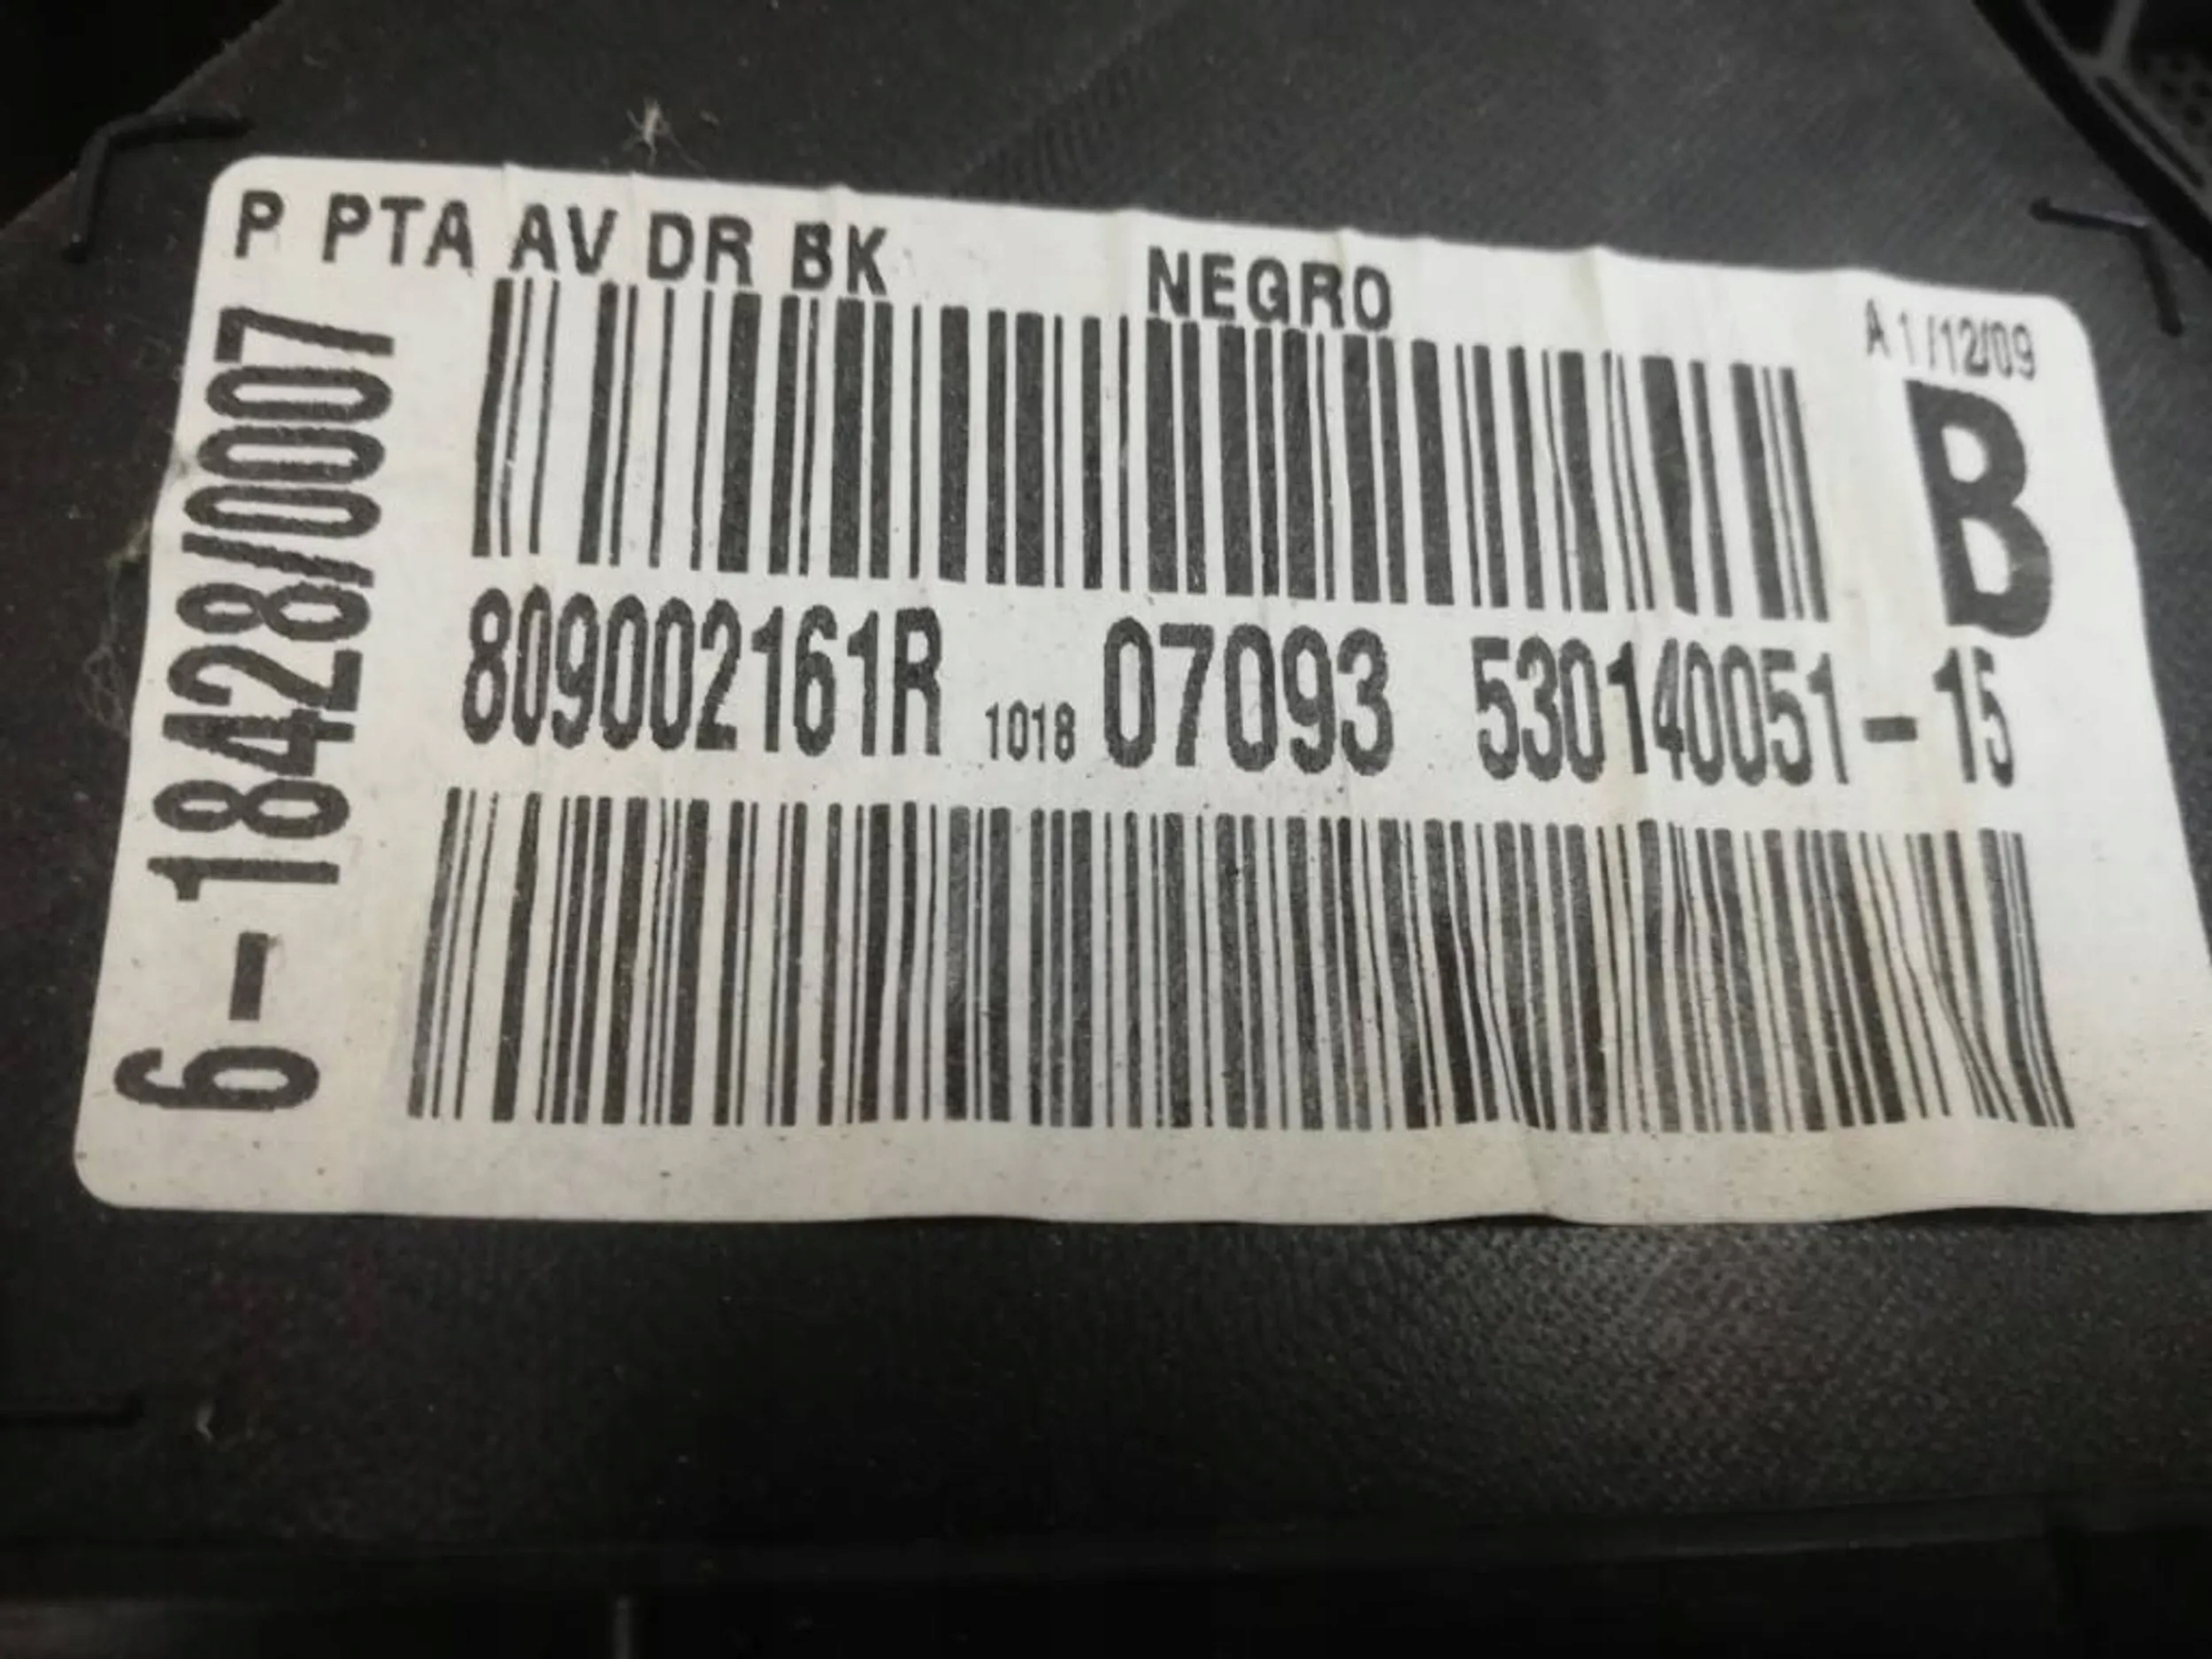 P PTA AV DR BK NEGRO
A 1/12/09
B
809002161R 1018 07093 530140051-15
6-18428/0007